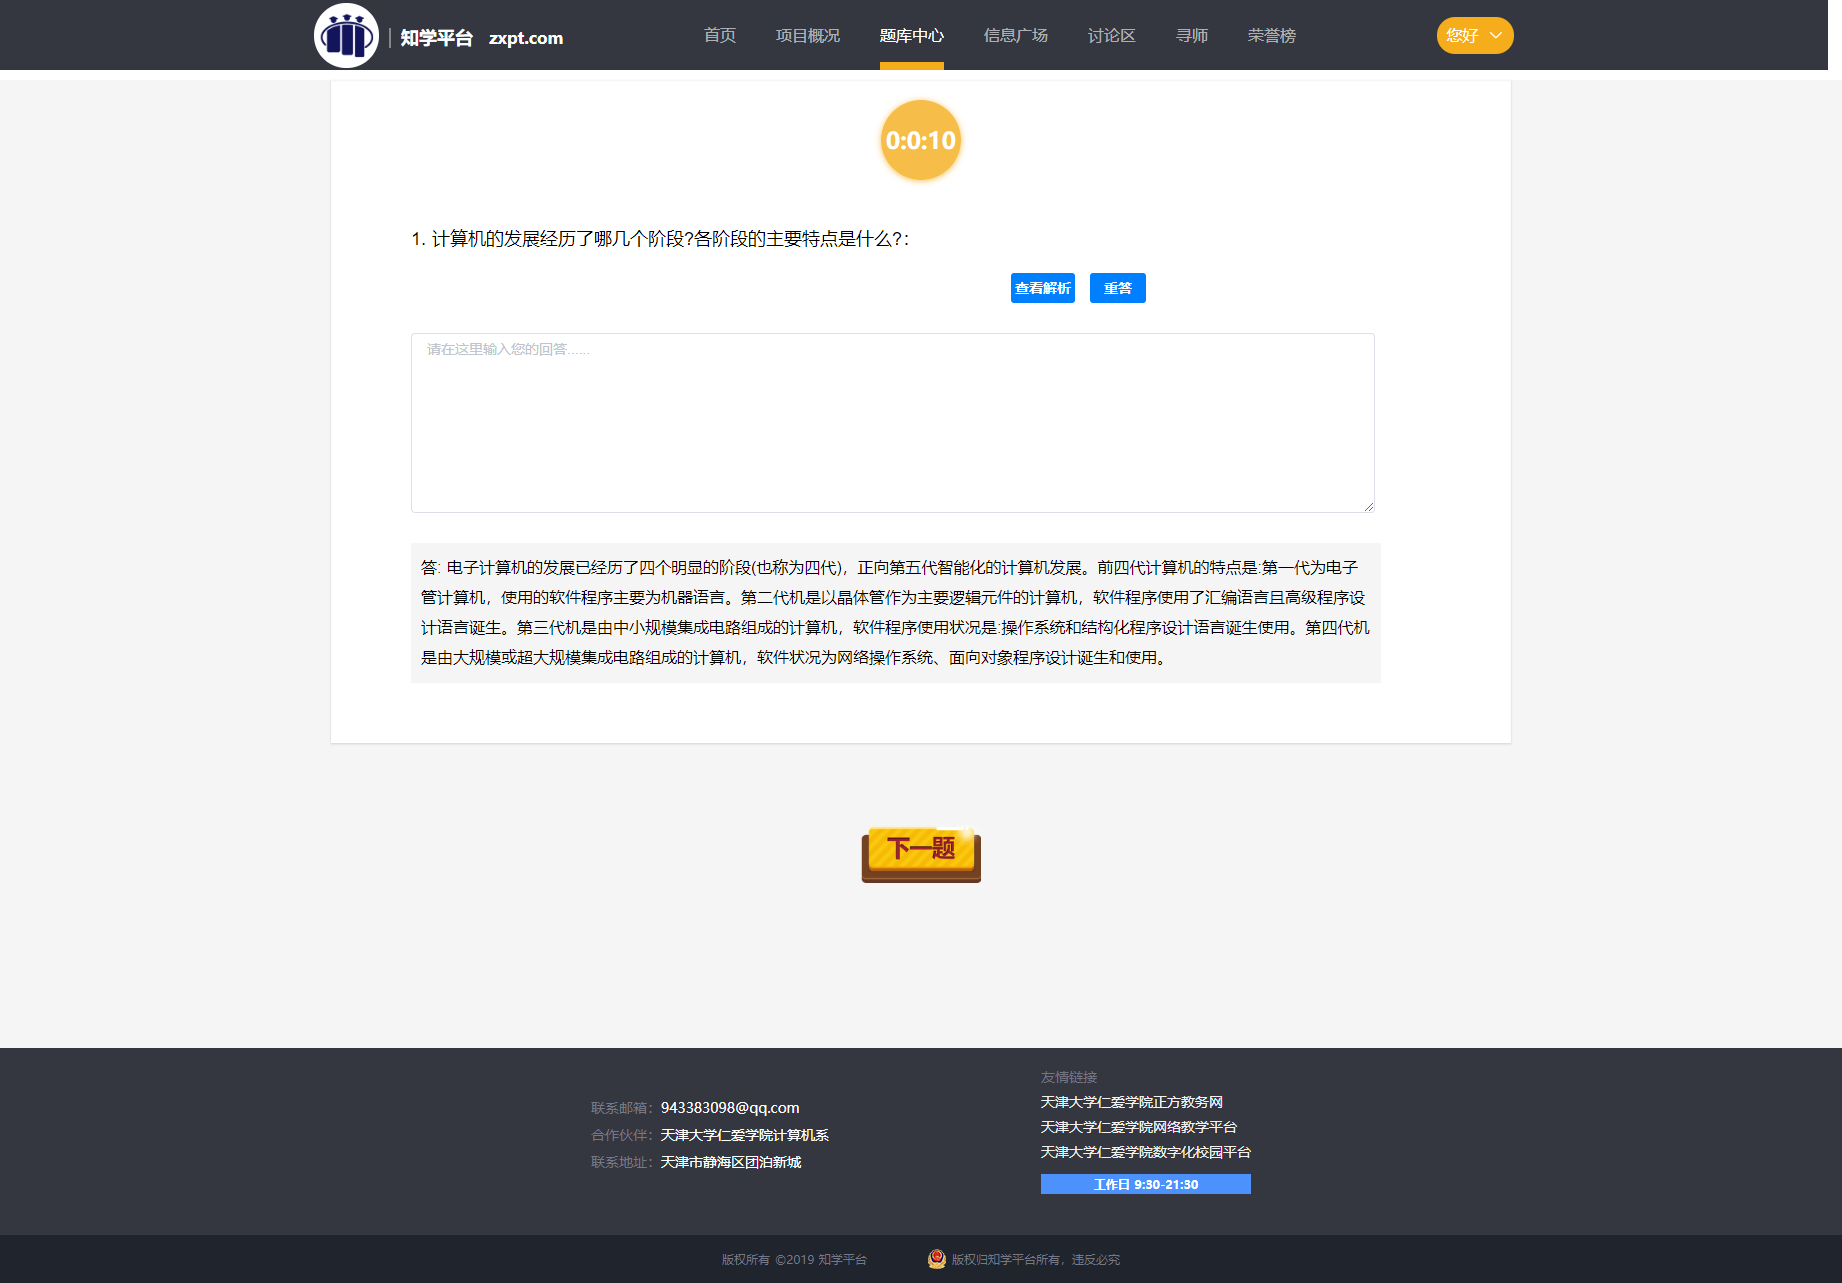 知学平台 zxpt.com
首页 项目概况 题库中心 信息广场 讨论区 寻师 荣誉榜
您好
0:0:10
1. 计算机的发展经历了哪几个阶段?各阶段的主要特点是什么?：
查看解析 重答
请在这里输入您的回答......
答: 电子计算机的发展已经历了四个明显的阶段(也称为四代)，正向第五代智能化的计算机发展。前四代计算机的特点是:第一代为电子
管计算机，使用的软件程序主要为机器语言。第二代机是以晶体管作为主要逻辑元件的计算机，软件程序使用了汇编语言且高级程序设
计语言诞生。第三代机是由中小规模集成电路组成的计算机，软件程序使用状况是:操作系统和结构化程序设计语言诞生使用。第四代机
是由大规模或超大规模集成电路组成的计算机，软件状况为网络操作系统、面向对象程序设计诞生和使用。
下一题
联系邮箱：943383098@qq.com
合作伙伴：天津大学仁爱学院计算机系
联系地址：天津市静海区团泊新城
友情链接
天津大学仁爱学院正方教务网
天津大学仁爱学院网络教学平台
天津大学仁爱学院数字化校园平台
工作日 9:30-21:30
版权所有 ©2019 知学平台
版权归知学平台所有，违反必究